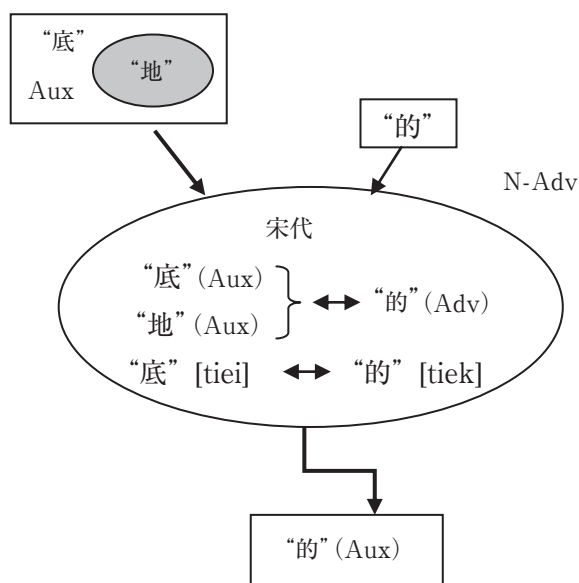 “底”
“地”
Aux
“的”
N-Adv
宋代
“底”(Aux)
“地”(Aux)
“的”(Adv)
“底” [tiei] “的” [tiek]
“的”(Aux)